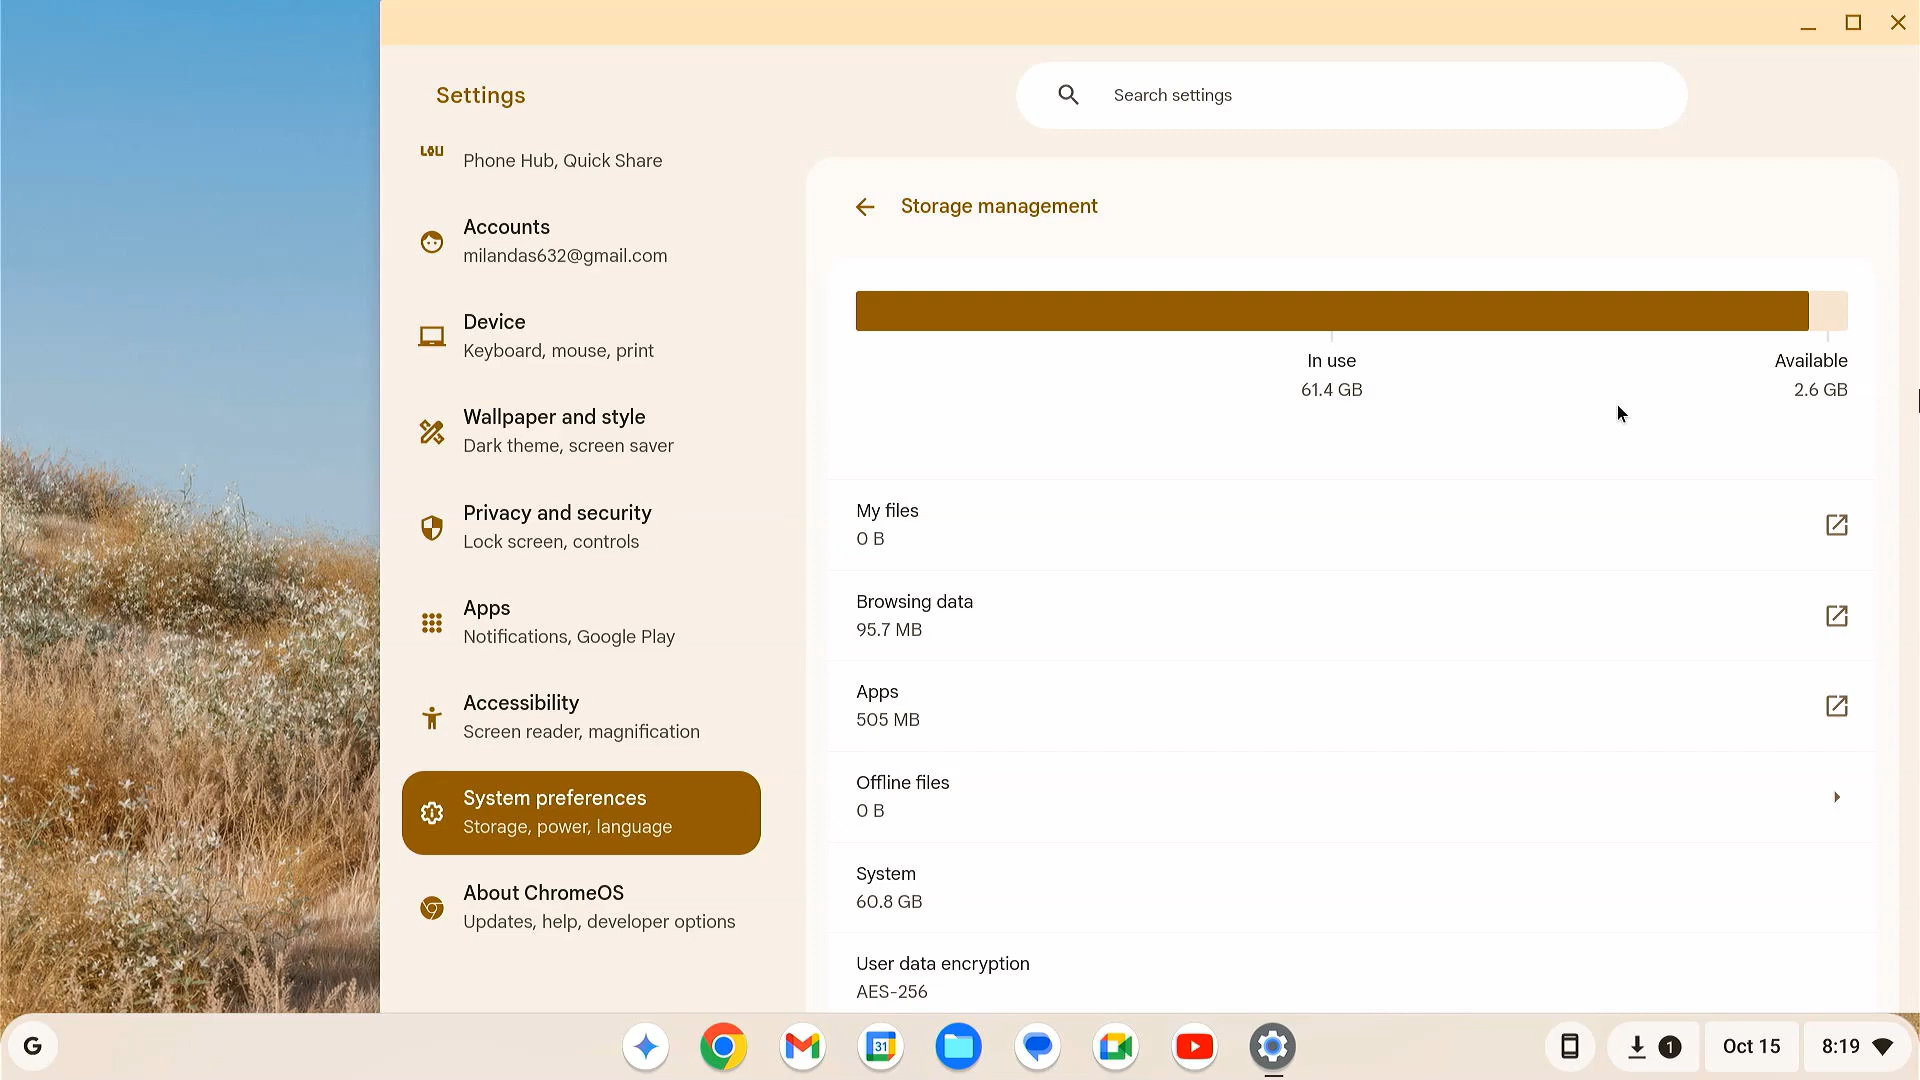 Settings
Search settings
Phone Hub, Quick Share
Accounts
milandas632@gmail.com
Device
Keyboard, mouse, print
Wallpaper and style
Dark theme, screen saver
Privacy and security
Lock screen, controls
Apps
Notifications, Google Play
Accessibility
Screen reader, magnification
System preferences
Storage, power, language
About ChromeOS
Updates, help, developer options
Storage management
In use
61.4 GB
Available
2.6 GB
My files
0 B
Browsing data
95.7 MB
Apps
505 MB
Offline files
0 B
System
60.8 GB
User data encryption
AES-256
G
31
1
Oct 15
8:19